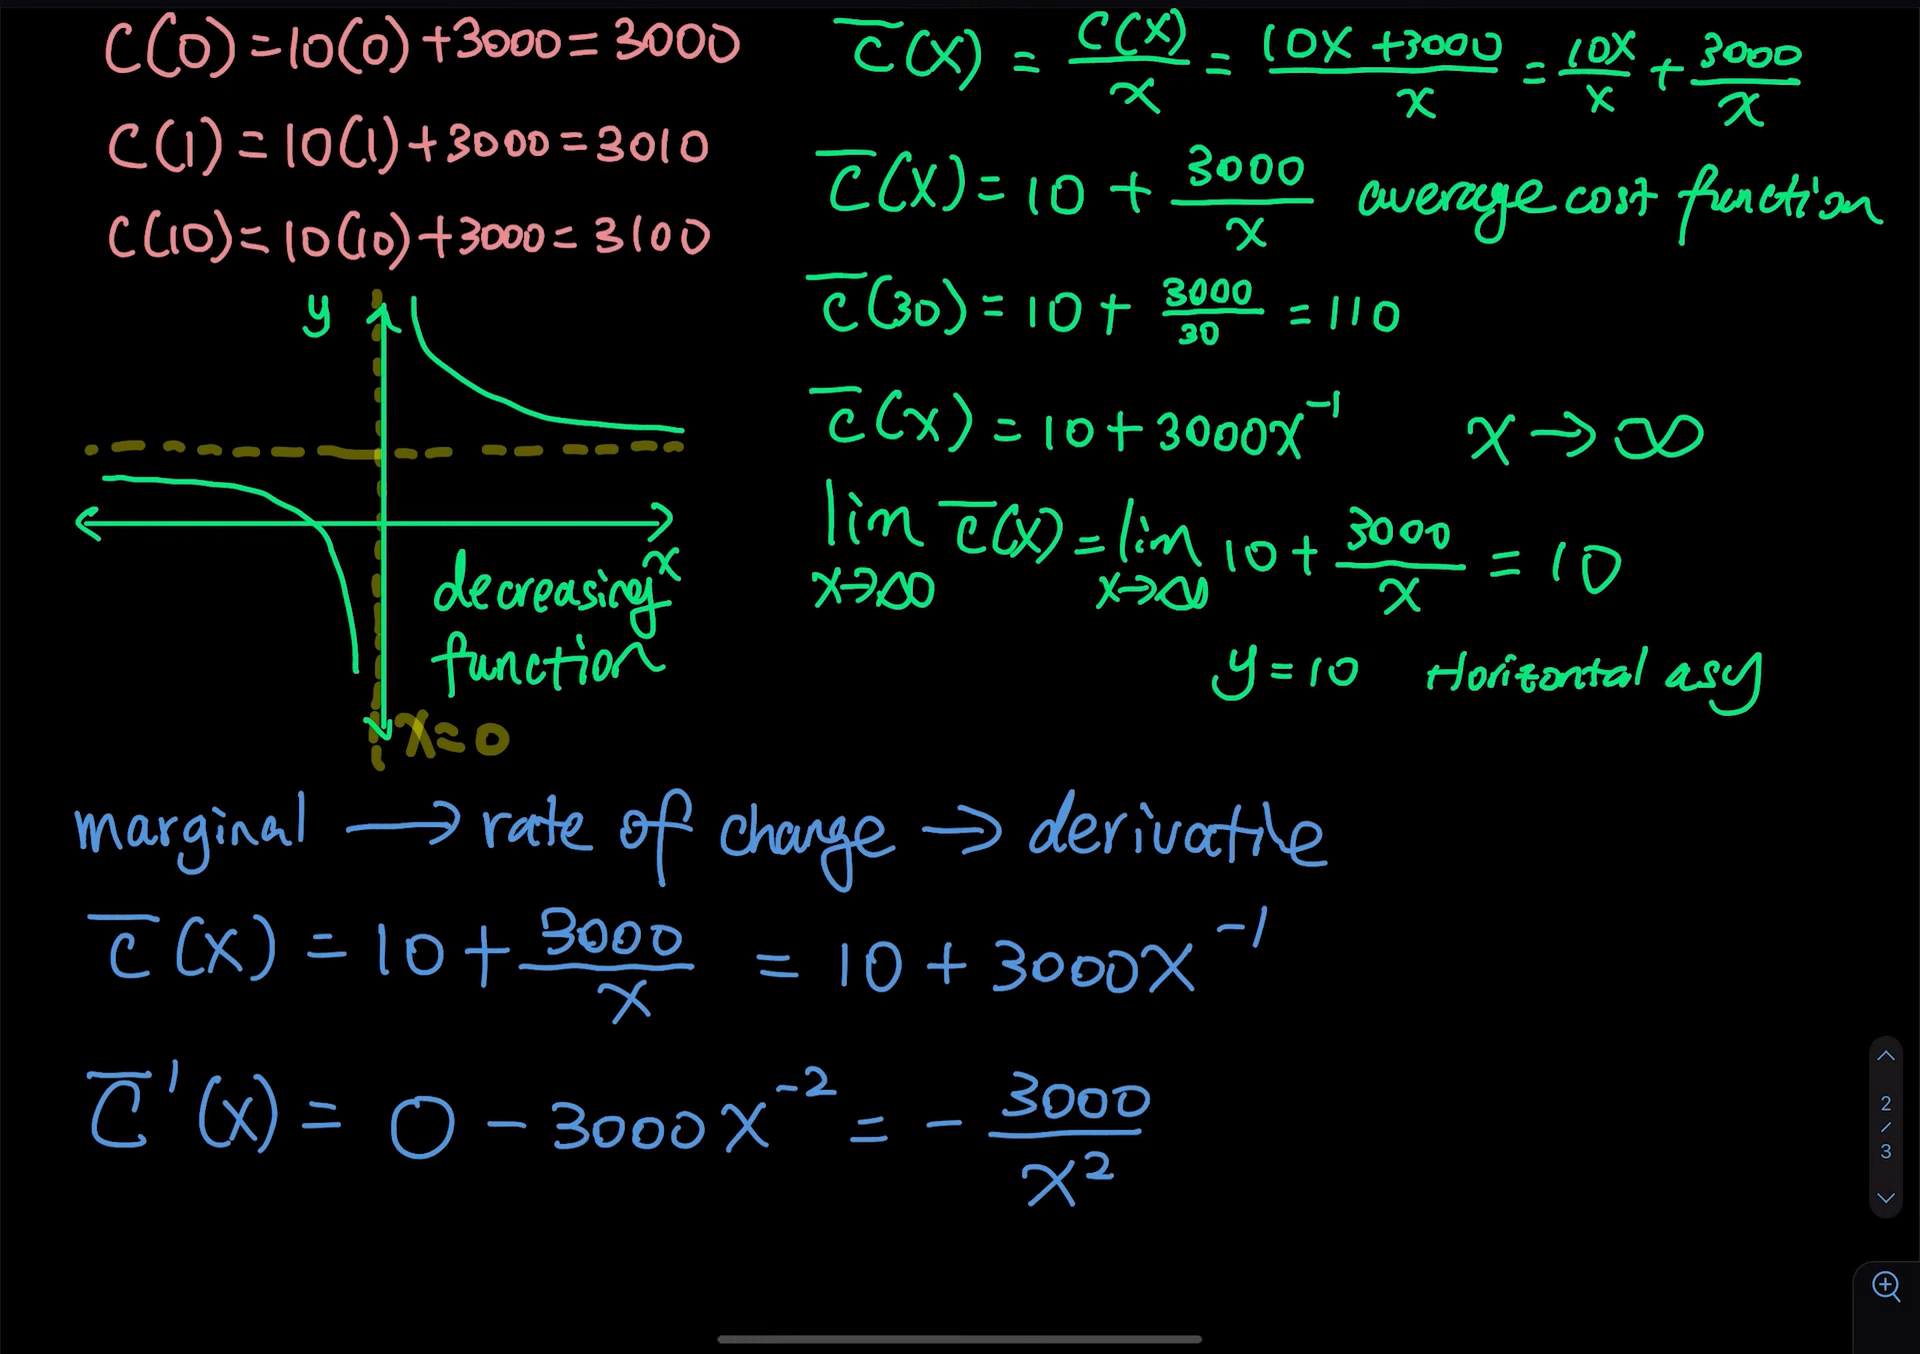 C(0) = 10(0) + 3000 = 3000
C(1) = 10(1) + 3000 = 3010
C(10) = 10(10) + 3000 = 3100
y
x
decreasing
function
x = 0
C̅(x) = C(x)/x = (10x + 3000)/x = 10x/x + 3000/x
C̅(x) = 10 + 3000/x average cost function
C̅(30) = 10 + 3000/30 = 110
C̅(x) = 10 + 3000x⁻¹ x → ∞
lim x→∞ C̅(x) = lim x→∞ 10 + 3000/x = 10
y = 10 Horizontal asy
marginal → rate of change → derivative
C̅(x) = 10 + 3000/x = 10 + 3000x⁻¹
C̅'(x) = 0 - 3000x⁻² = - 3000/x²
2
/
3